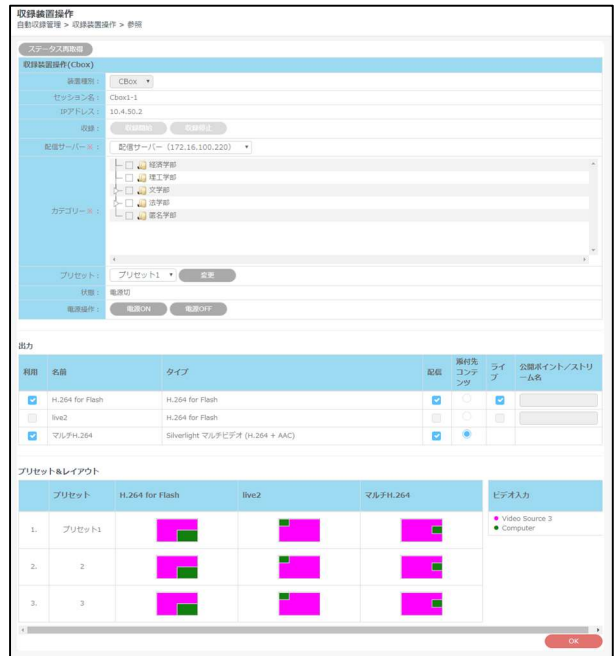 収録装置操作
自動収録管理 > 収録装置操作 > 参照
ステータス再取得
収録装置操作(Cbox)
装置種別： CBox
セッション名： Cbox1-1
IPアドレス： 10.4.50.2
収録： 収録開始 収録停止
配信サーバー※： 配信サーバー (172.16.100.220)
カテゴリー※：
経済学部
理工学部
文学部
法学部
匿名学部
プリセット： プリセット1 変更
状態： 電源切
電源操作： 電源ON 電源OFF
出力
利用 名前 タイプ 配信 添付先コンテンツ ライブ 公開ポイント/ストリーム名
H.264 for Flash H.264 for Flash
live2 H.264 for Flash
マルチH.264 Silverlight マルチビデオ (H.264 + AAC)
プリセット&レイアウト
プリセット H.264 for Flash live2 マルチH.264 ビデオ入力
Video Source 3
Computer
1. プリセット1
2. 2
3. 3
OK